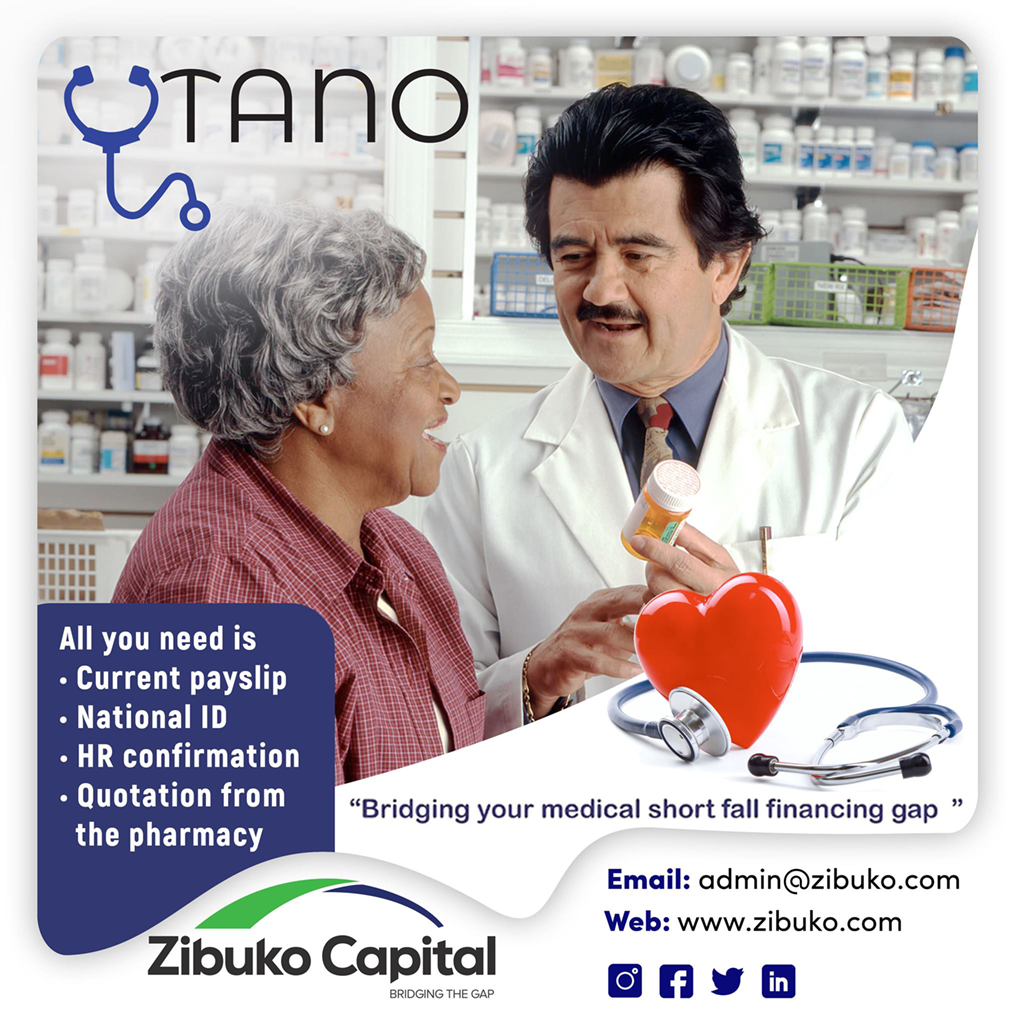 UTANO
All you need is
• Current payslip
• National ID
• HR confirmation
• Quotation from
the pharmacy
“Bridging your medical short fall financing gap ”
Email: admin@zibuko.com
Web: www.zibuko.com
Zibuko Capital
BRIDGING THE GAP